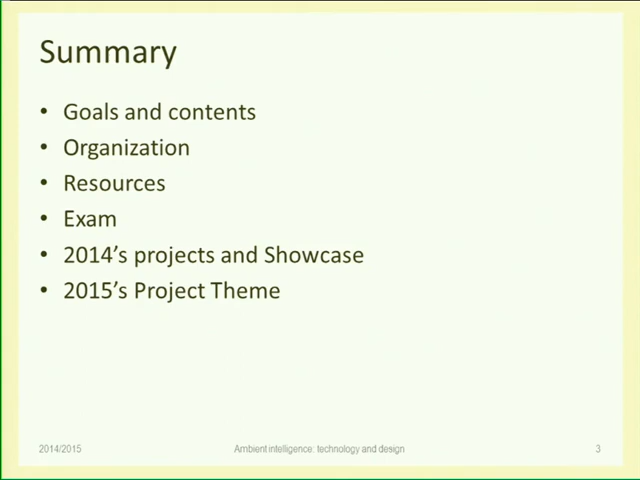 Summary
• Goals and contents
• Organization
• Resources
• Exam
• 2014's projects and Showcase
• 2015's Project Theme
2014/2015
Ambient intelligence: technology and design
3